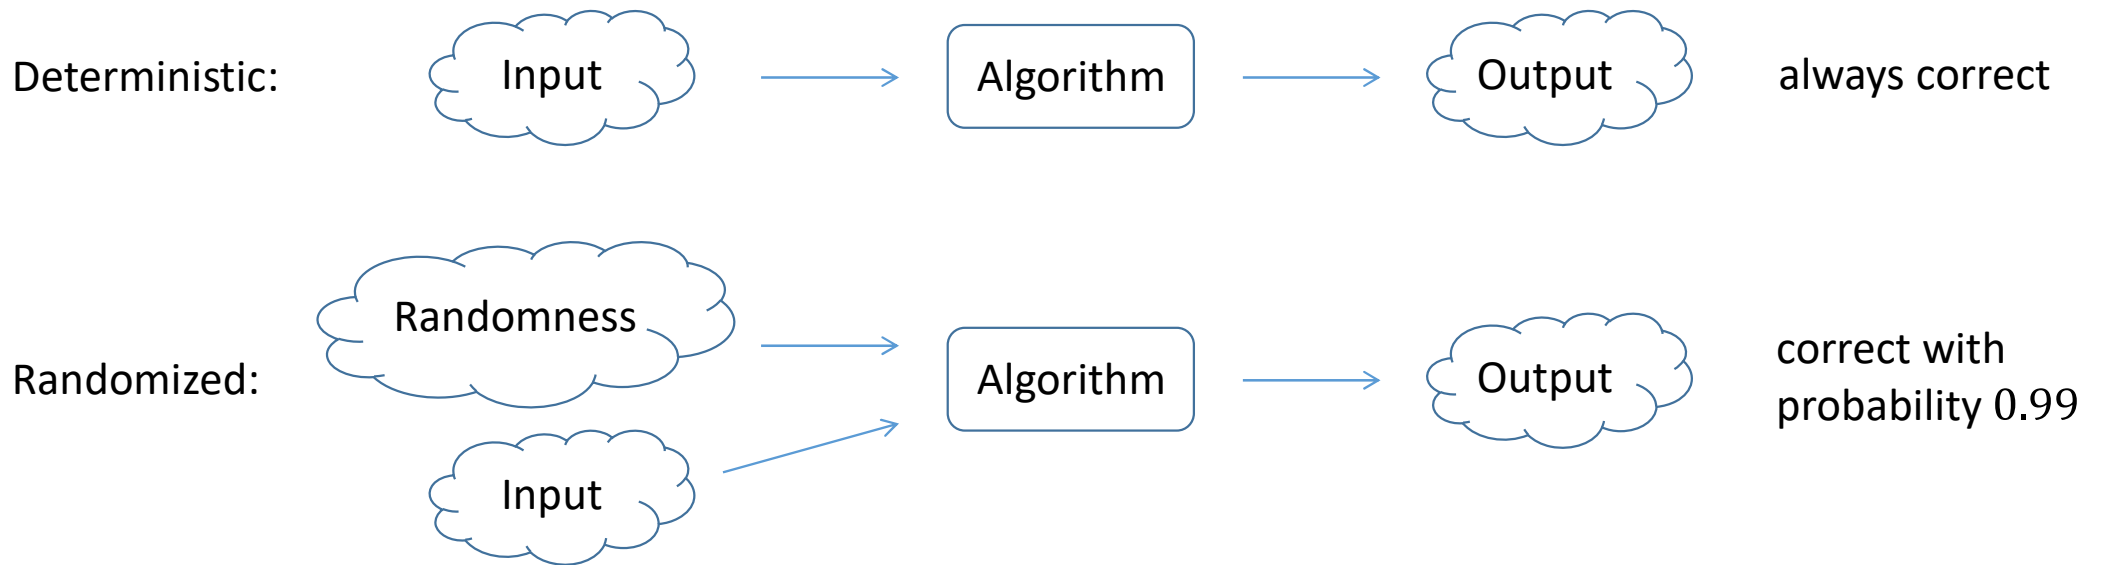 Deterministic: Input Algorithm Output always correct
Randomness
Randomized: Algorithm Output correct with
probability 0.99
Input